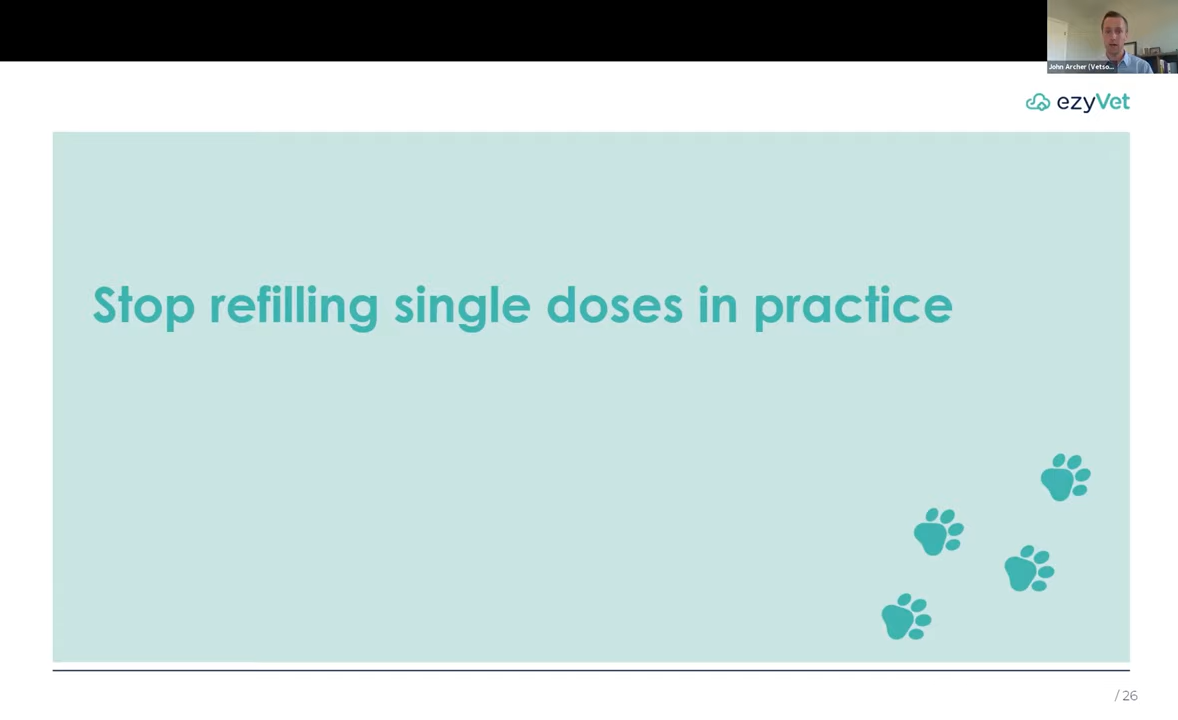 John Archer (Vetso...
ezyVet
Stop refilling single doses in practice
/ 26